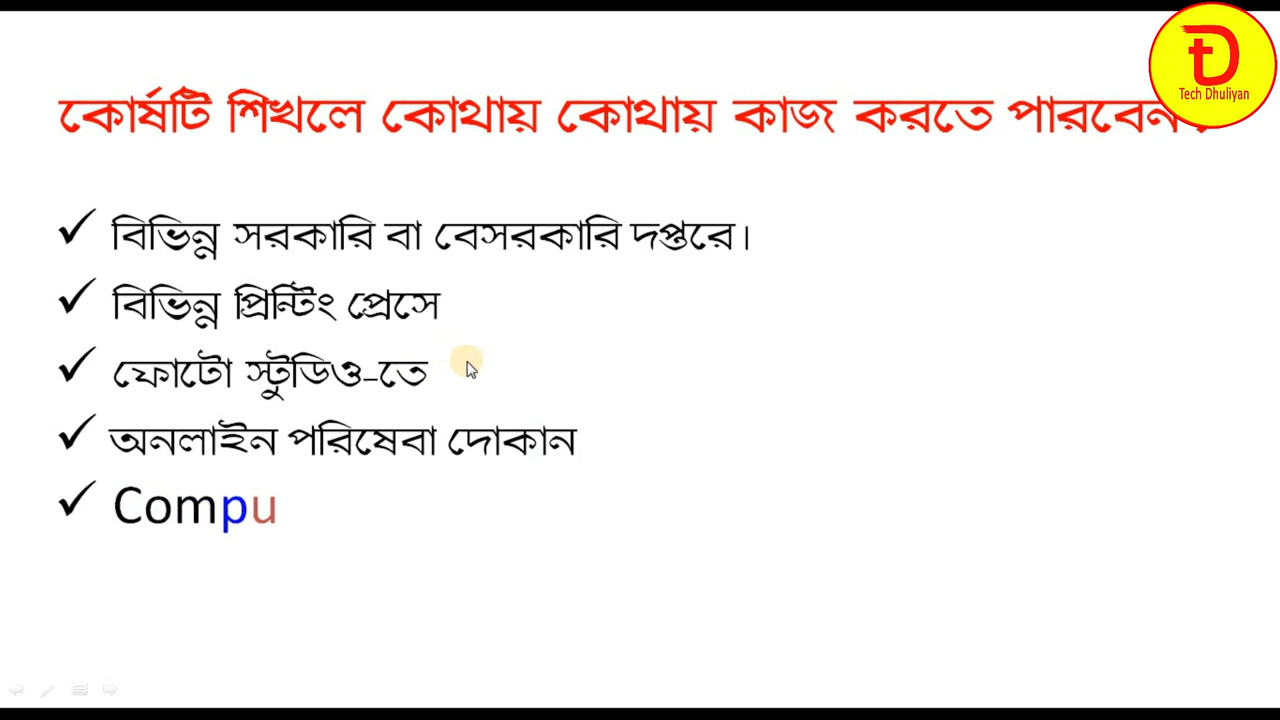 কোর্ষটি শিখলে কোথায় কোথায় কাজ করতে পারবেন
Tech Dhuliyan
✓ বিভিন্ন সরকারি বা বেসরকারি দপ্তরে।
✓ বিভিন্ন প্রিন্টিং প্রেসে
✓ ফোটো স্টুডিও-তে
✓ অনলাইন পরিষেবা দোকান
✓ Compu